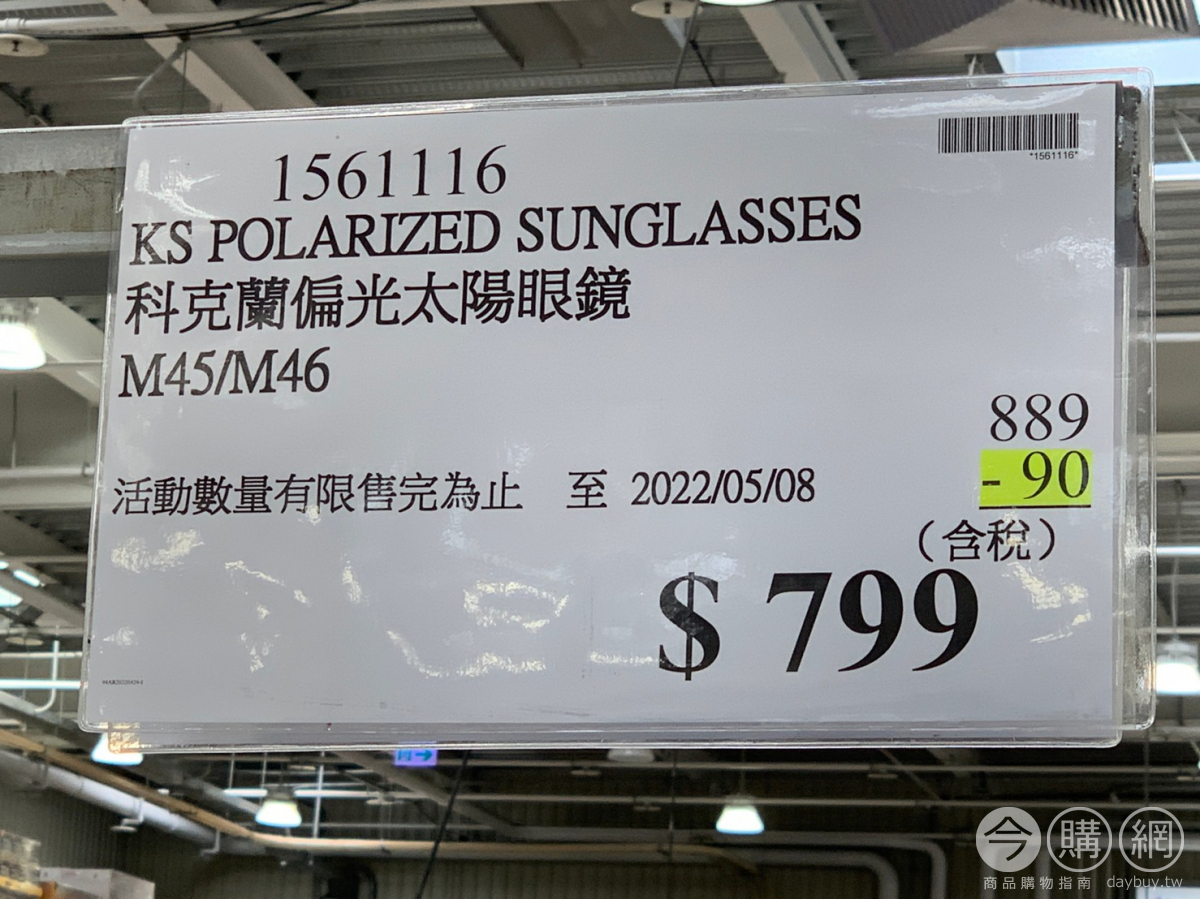 *1561116*
1561116
KS POLARIZED SUNGLASSES
科克蘭偏光太陽眼鏡
M45/M46
889
- 90
活動數量有限售完為止 至 2022/05/08
(含稅)
$ 799
今購網
商品購物指南 daybuy.tw